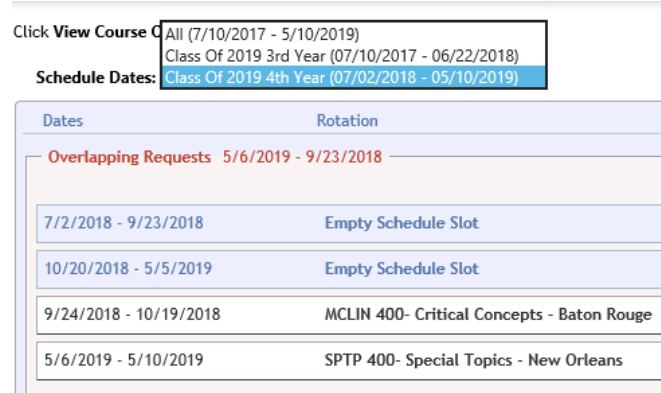 Click View Course O
All (7/10/2017 - 5/10/2019)
Class Of 2019 3rd Year (07/10/2017 - 06/22/2018)
Schedule Dates: Class Of 2019 4th Year (07/02/2018 - 05/10/2019)
Dates Rotation
Overlapping Requests 5/6/2019 - 9/23/2018
7/2/2018 - 9/23/2018 Empty Schedule Slot
10/20/2018 - 5/5/2019 Empty Schedule Slot
9/24/2018 - 10/19/2018 MCLIN 400- Critical Concepts - Baton Rouge
5/6/2019 - 5/10/2019 SPTP 400- Special Topics - New Orleans